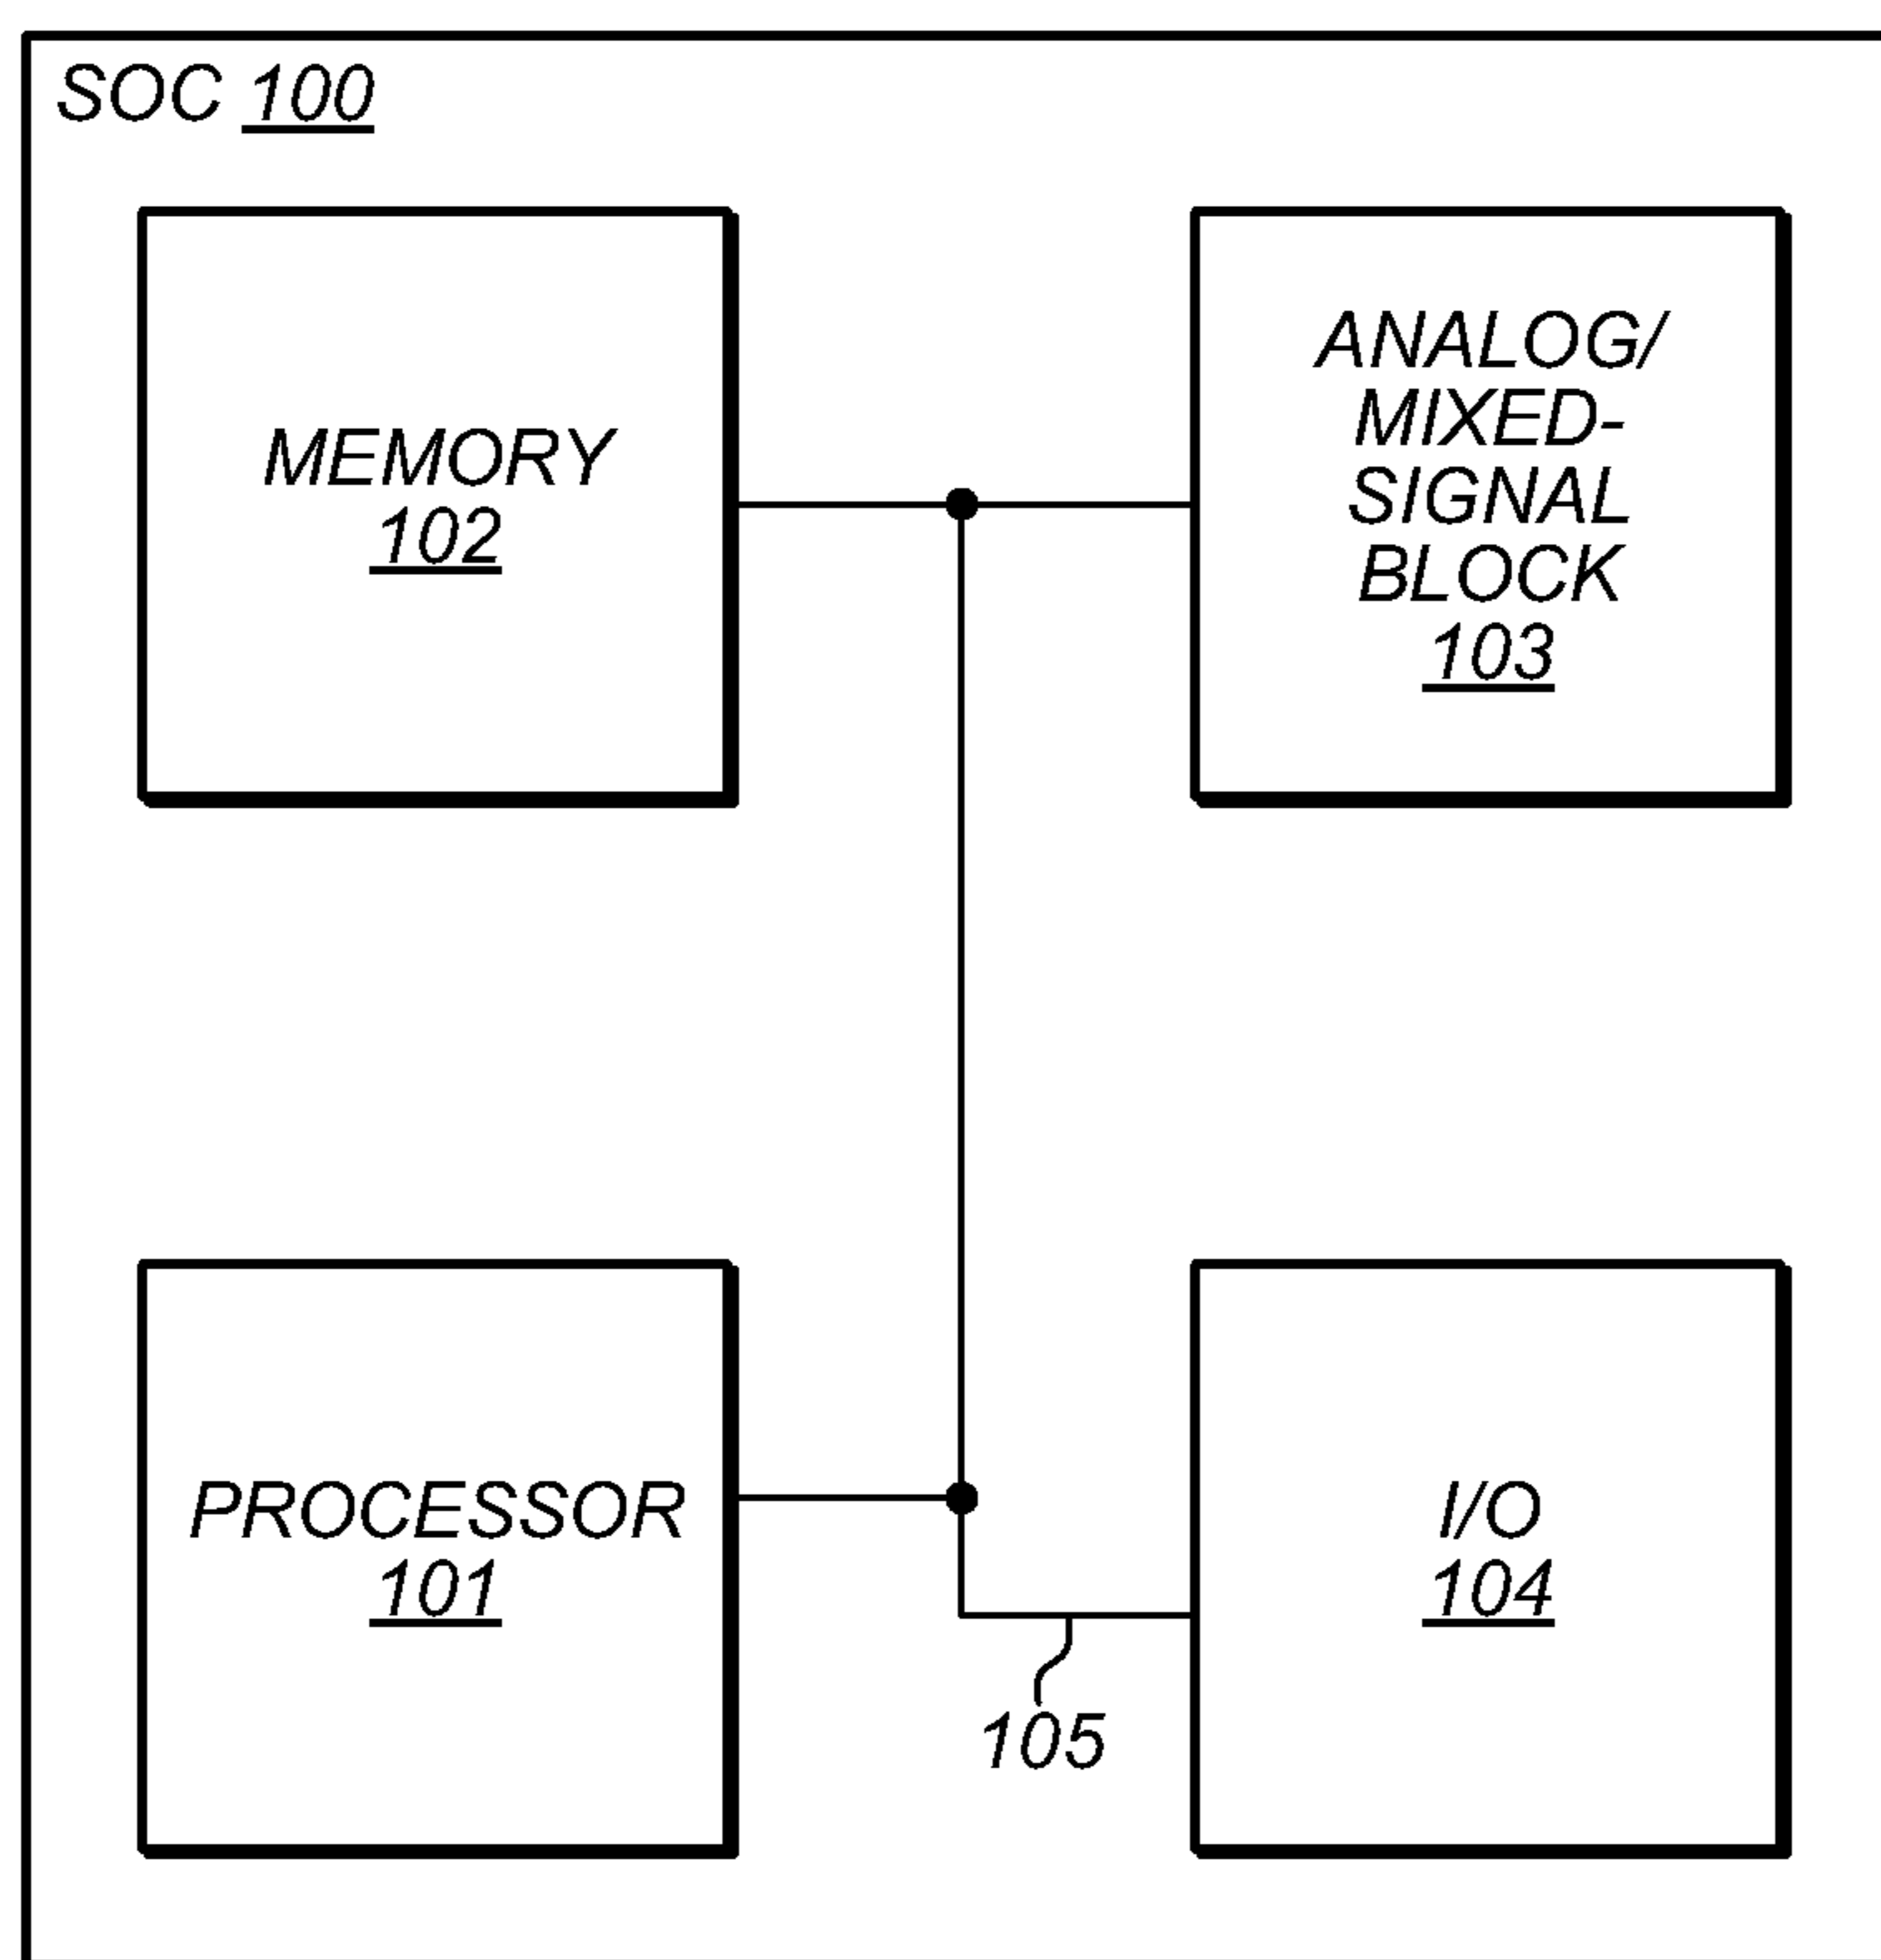 SOC 100
MEMORY
102
ANALOG/
MIXED-
SIGNAL
BLOCK
103
PROCESSOR
101
I/O
104
105